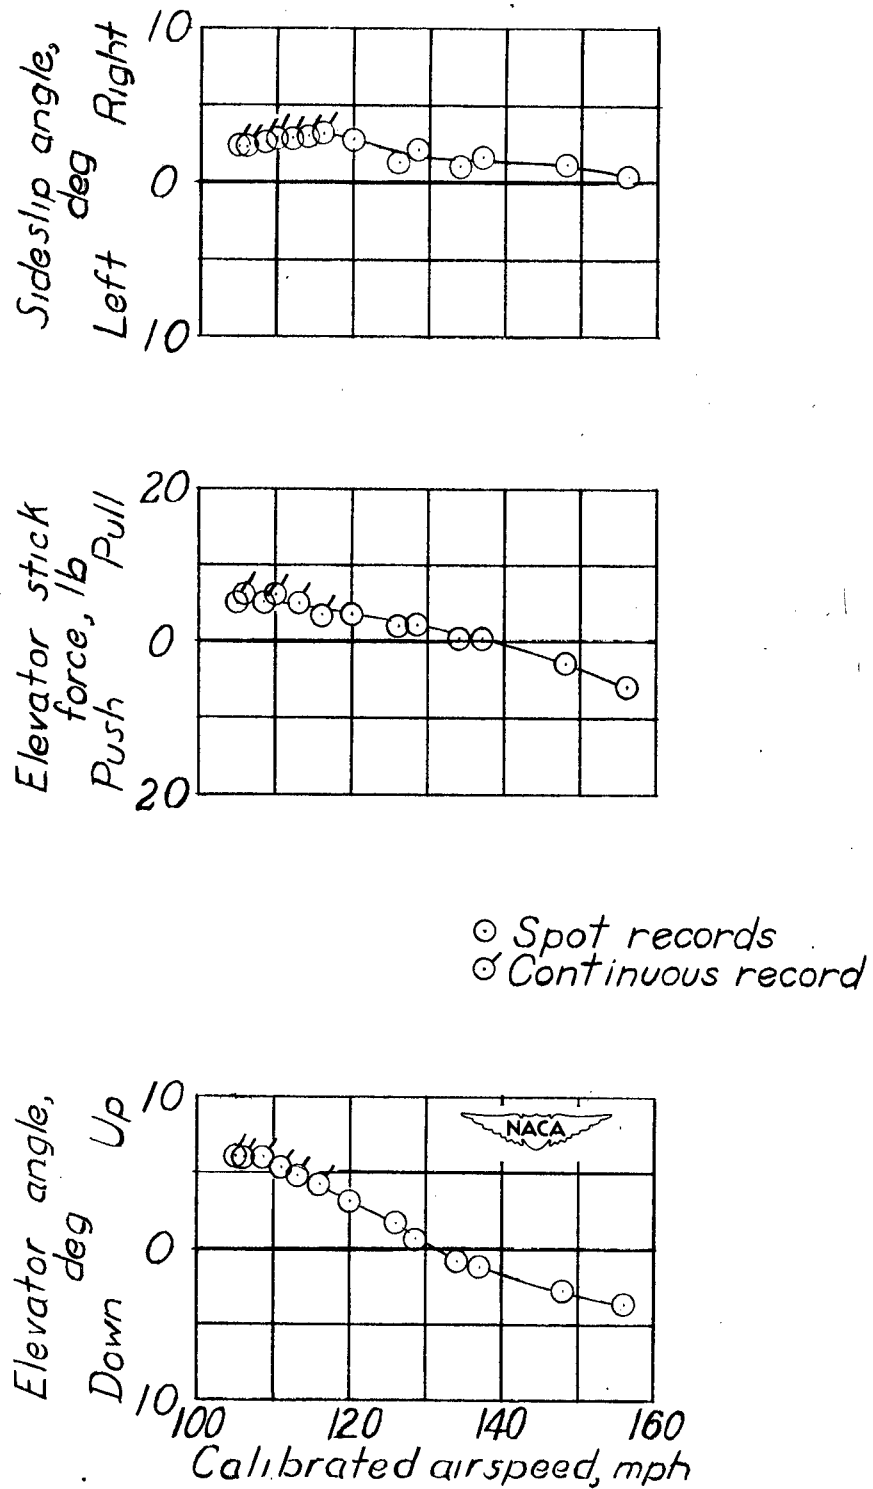 Sideslip angle,
deg
Left Right
10
0
10
Elevator stick
force, lb
Push Pull
20
0
20
Spot records
Continuous record
Elevator angle,
deg
Down Up
10
0
10
NACA
100 120 140 160
Calibrated airspeed, mph